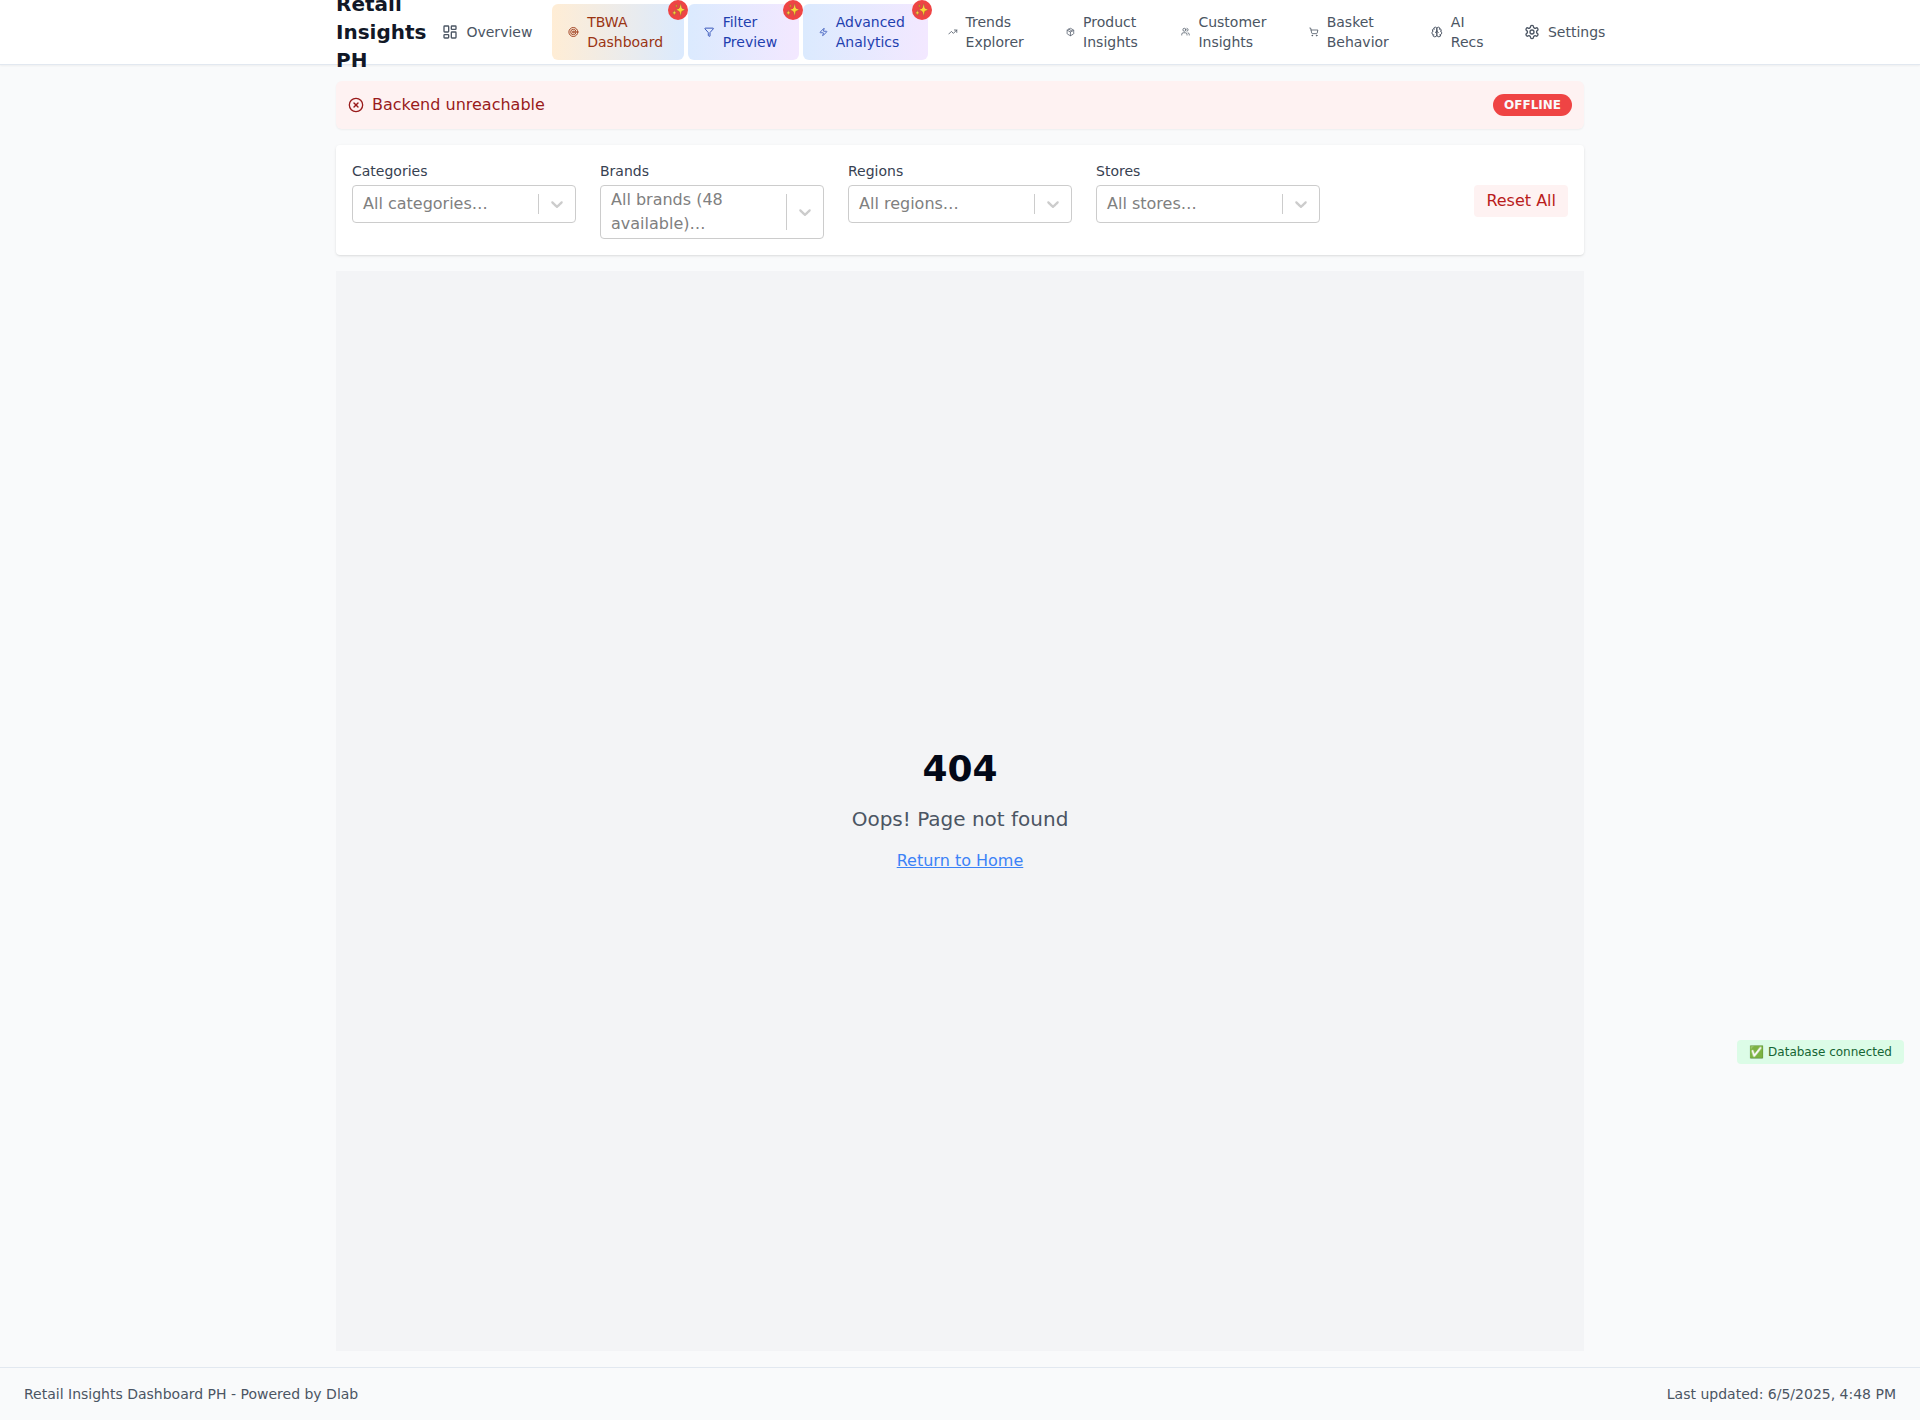 Retail
Insights
PH
Overview
TBWA
Dashboard
Filter
Preview
Advanced
Analytics
Trends
Explorer
Product
Insights
Customer
Insights
Basket
Behavior
AI
Recs
Settings
Backend unreachable
OFFLINE
Categories
All categories...
Brands
All brands (48
available)...
Regions
All regions...
Stores
All stores...
Reset All
404
Oops! Page not found
Return to Home
✅ Database connected
Retail Insights Dashboard PH - Powered by Dlab
Last updated: 6/5/2025, 4:48 PM